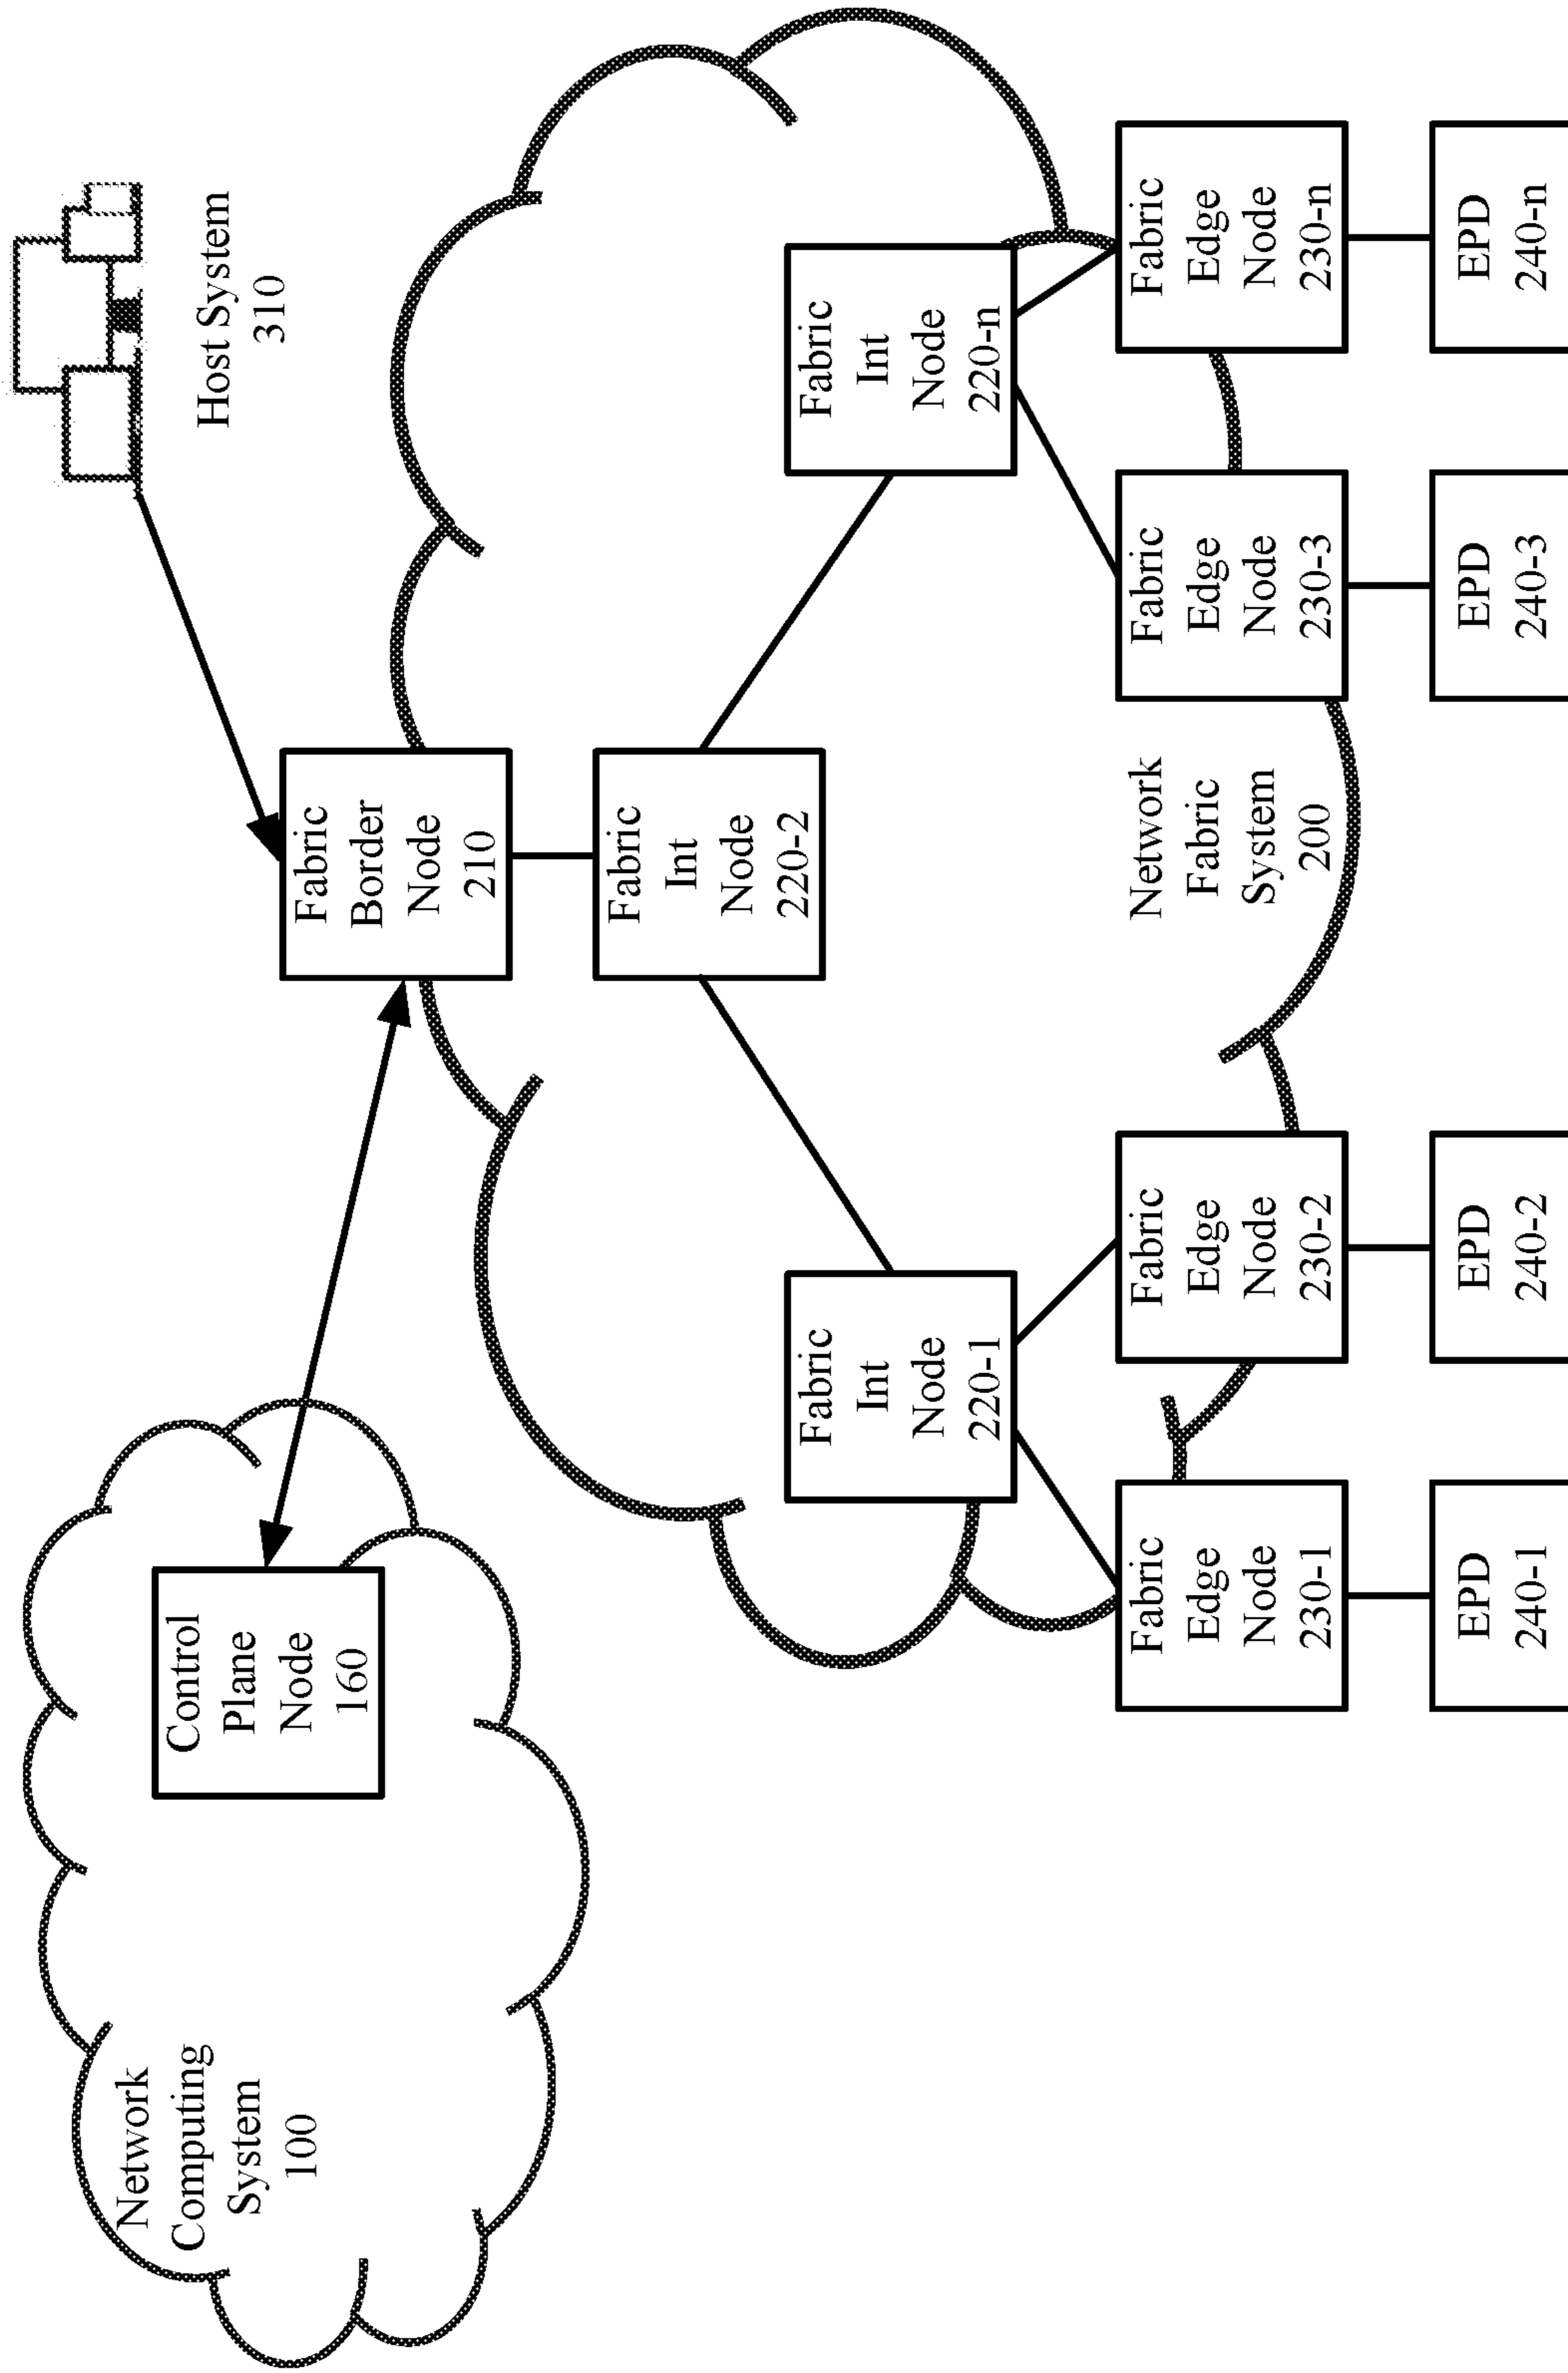 Network
Computing
System
100
Control
Plane
Node
160
Host System
310
Fabric
Border
Node
210
Fabric
Int
Node
220-2
Fabric
Int
Node
220-1
Fabric
Int
Node
220-n
Fabric
Edge
Node
230-1
Fabric
Edge
Node
230-2
Network
Fabric
System
200
Fabric
Edge
Node
230-3
Fabric
Edge
Node
230-n
EPD
240-1
EPD
240-2
EPD
240-3
EPD
240-n